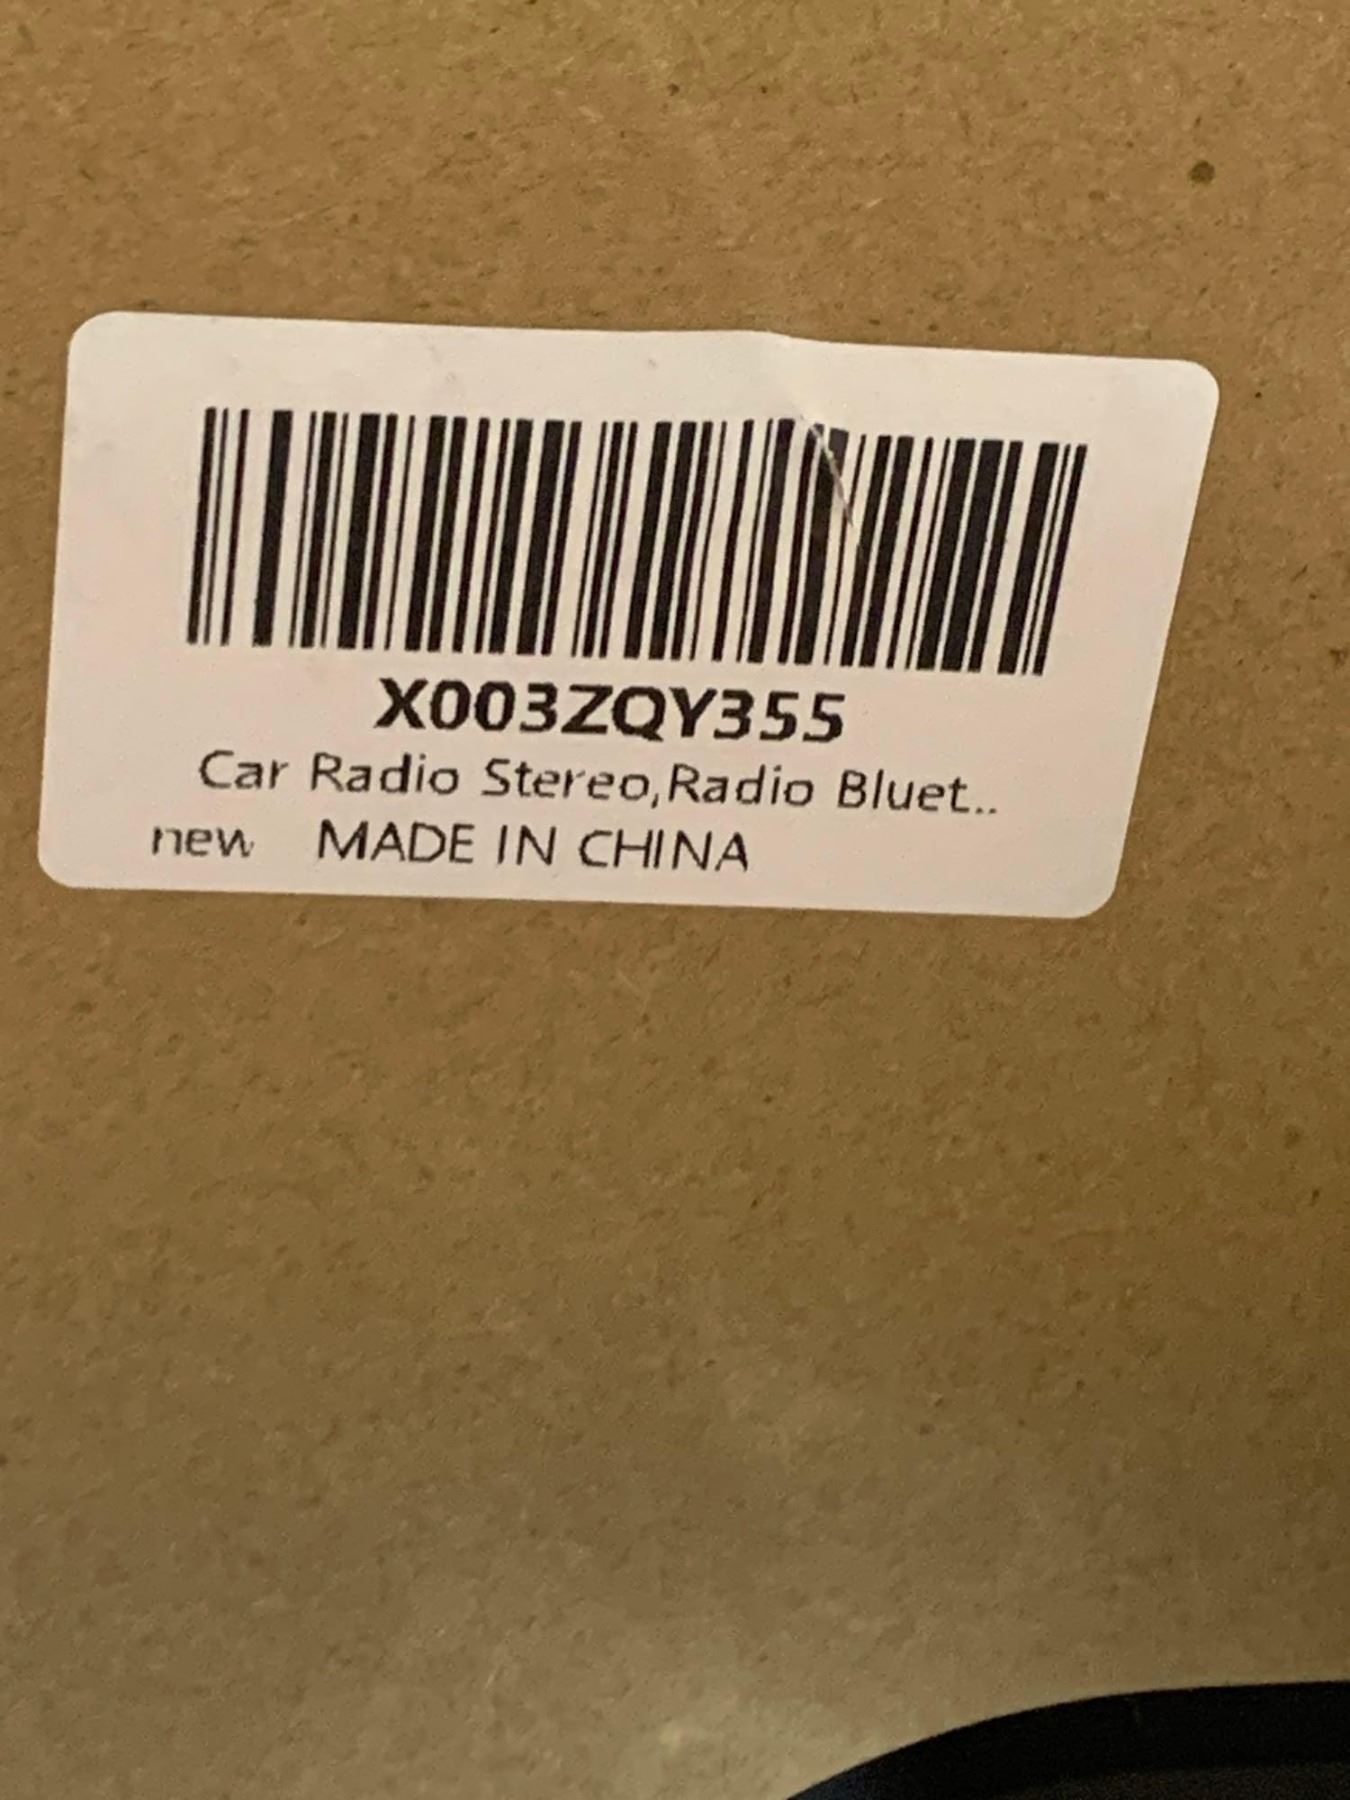 X003ZQY355
Car Radio Stereo,Radio Bluet..
new MADE IN CHINA